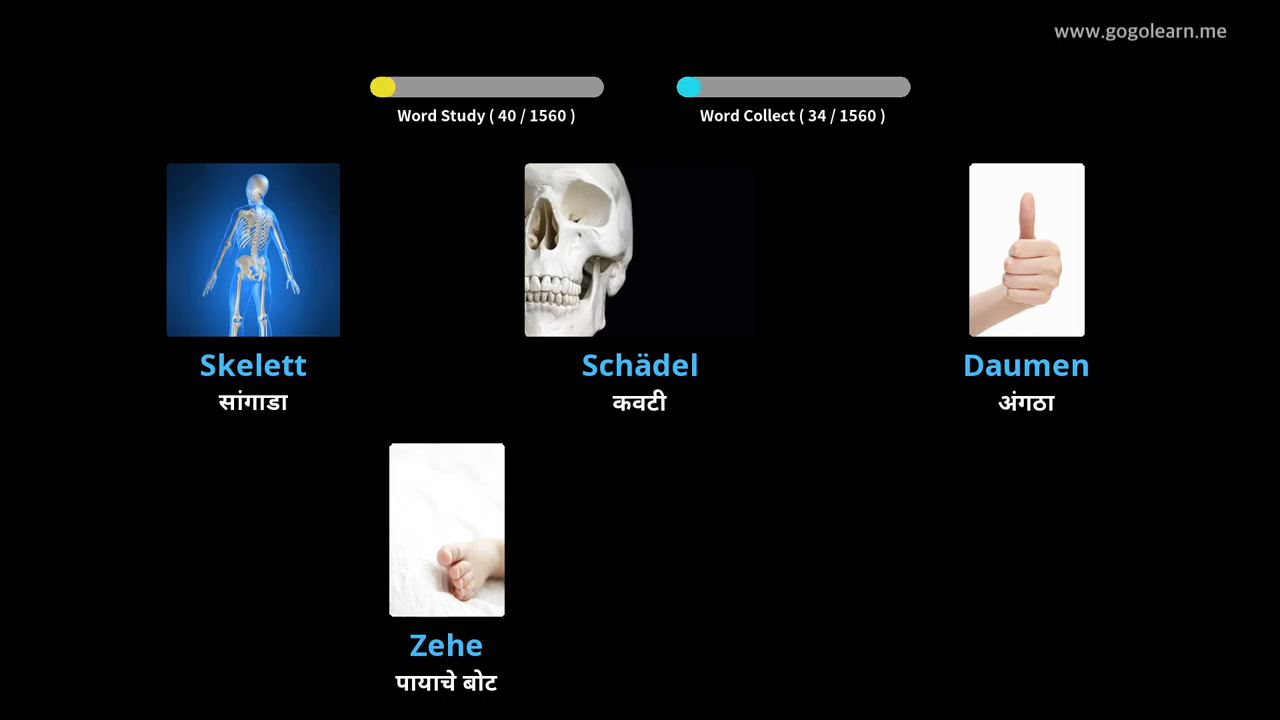 www.gogolearn.me
Word Study ( 40 / 1560 )
Word Collect ( 34 / 1560 )
Skelett
सांगाडा
Schädel
कवटी
Daumen
अंगठा
Zehe
पायाचे बोट